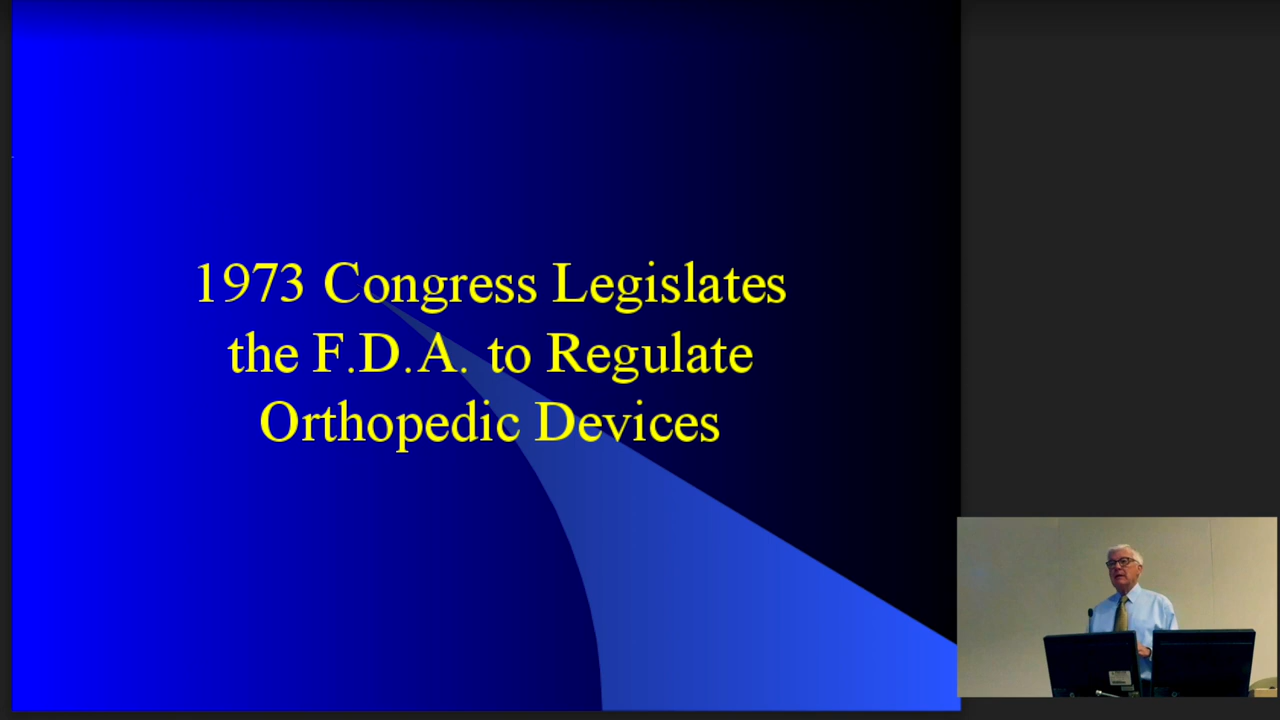 1973 Congress Legislates
the F.D.A. to Regulate
Orthopedic Devices